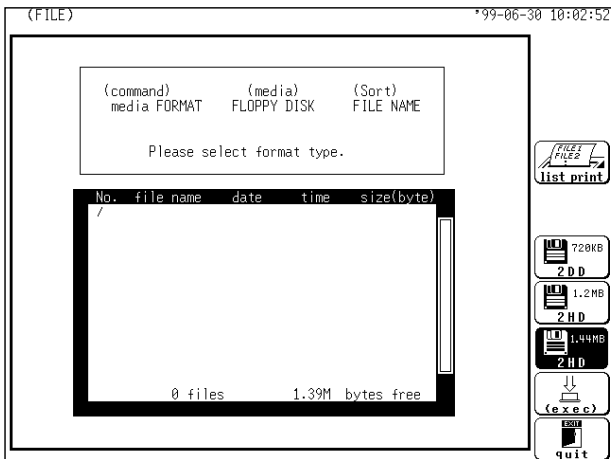 (FILE) '99-06-30 10:02:52
(command) (media) (Sort)
media FORMAT FLOPPY DISK FILE NAME
Please select format type.
No. file name date time size(byte)
/
0 files 1.39M bytes free
FILE1
FILE2
list print
720KB
2DD
1.2MB
2HD
1.44MB
2HD
(exec)
EXIT
quit